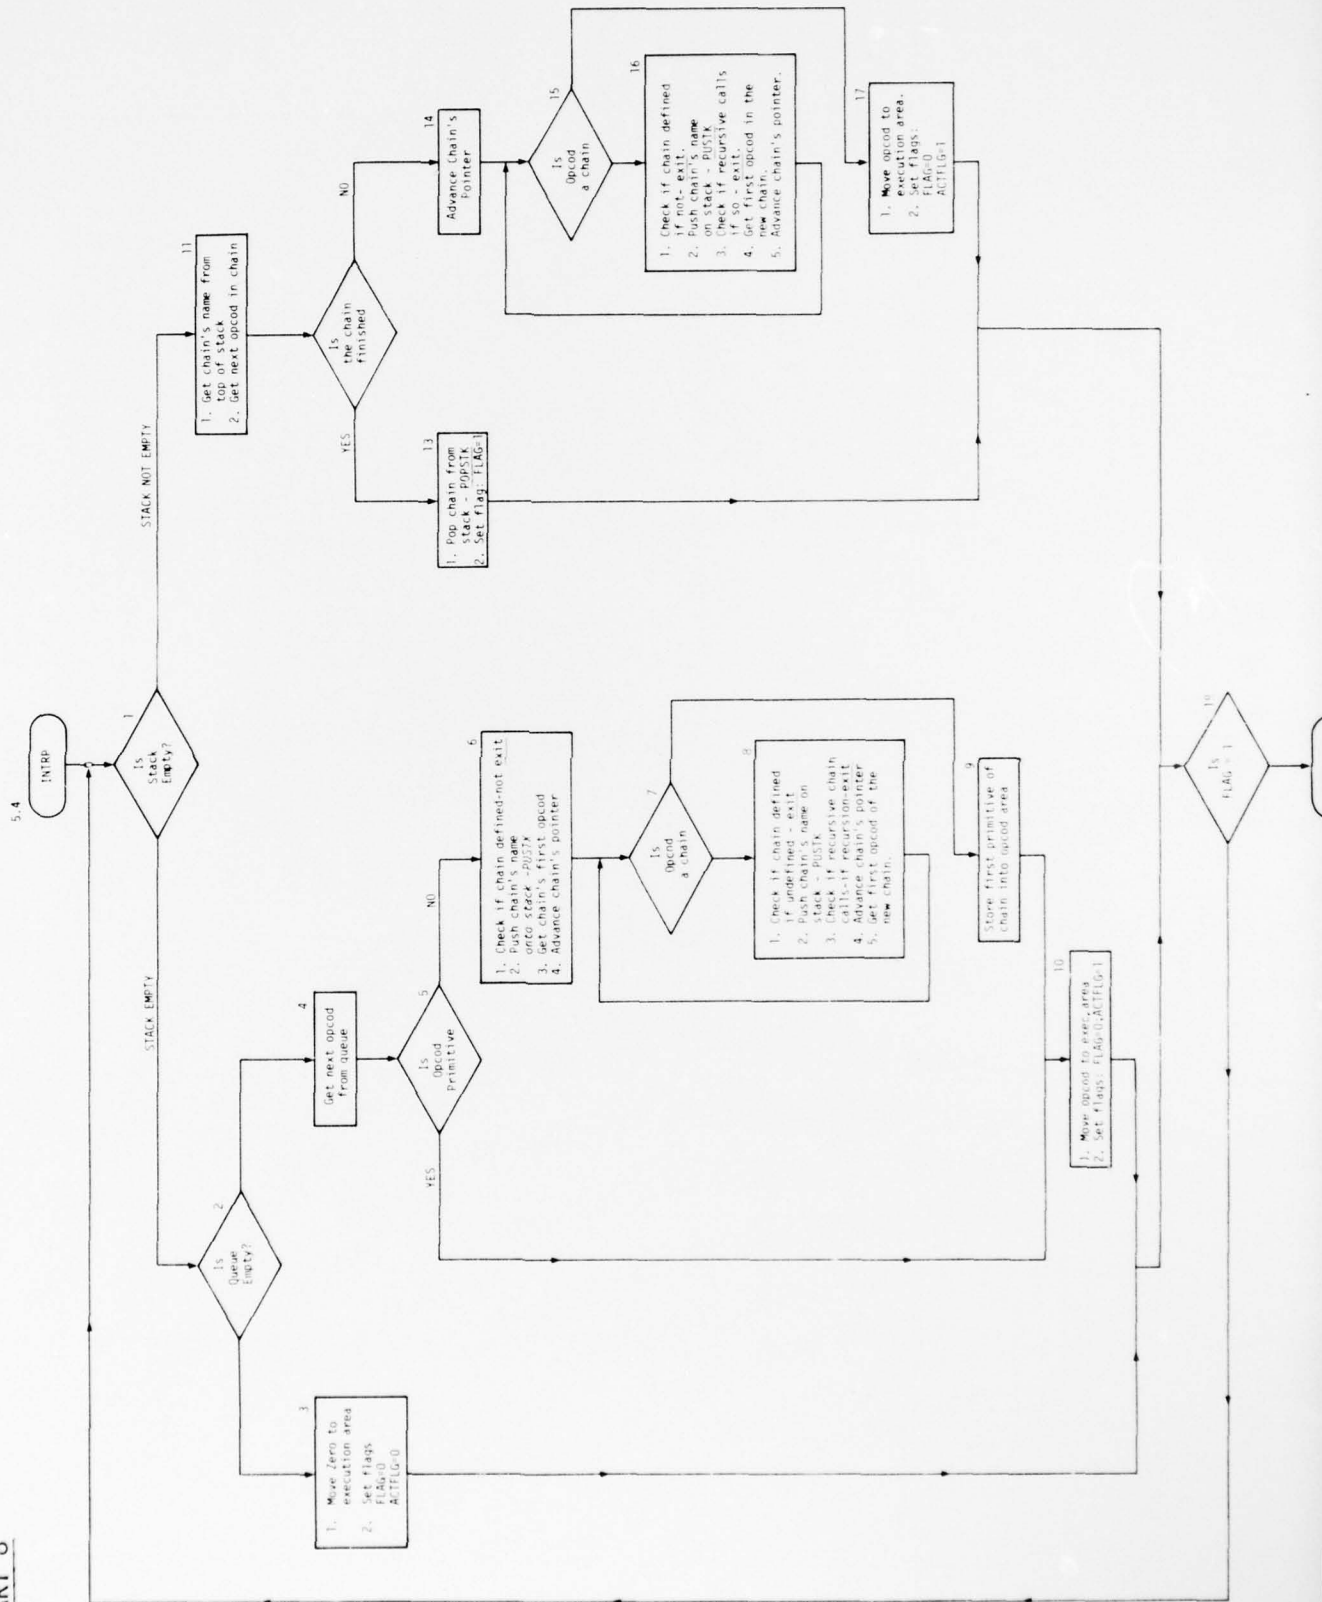 5.4
INTRP
1
Is
Stack
Empty?
STACK EMPTY
STACK NOT EMPTY
2
Is
Queue
Empty?
3
1. Move Zero to
execution area
2. Set flags
FLAG=0
ACTFLG=0
4
Get next opcod
from queue
5
Is
Opcod
Primitive
YES
NO
6
1. Check if chain defined-not exit
2. Push chain's name
onto stack -PUSTK
3. Get chain's first opcod
4. Advance chain's pointer
7
Is
Opcod
a chain
8
1. Check if chain defined
if undefined - exit
2. Push chain's name on
stack - PUSTK
3. Check if recursive chain
calls-if recursion-exit
4. Advance chain's pointer
5. Get first opcod of the
new chain.
9
Store first primitive of
chain into opcod area
10
1. Move opcod to exec.area
2. Set flags: FLAG=0,ACTFLG=1
11
1. Get chain's name from
top of stack
2. Get next opcod in chain
Is
the chain
finished
YES
NO
13
1. Pop chain from
stack - POPSTK
2. Set flag: FLAG=1
14
Advance Chain's
Pointer
15
Is
Opcod
a chain
16
1. Check if chain defined
if not- exit.
2. Push chain's name
on stack - PUSTK
3. Check if recursive calls
if so - exit.
4. Get first opcod in the
new chain.
5. Advance chain's pointer.
17
1. Move opcod to
execution area.
2. Set flags:
FLAG=0
ACTFLG=1
Is
FLAG = 1